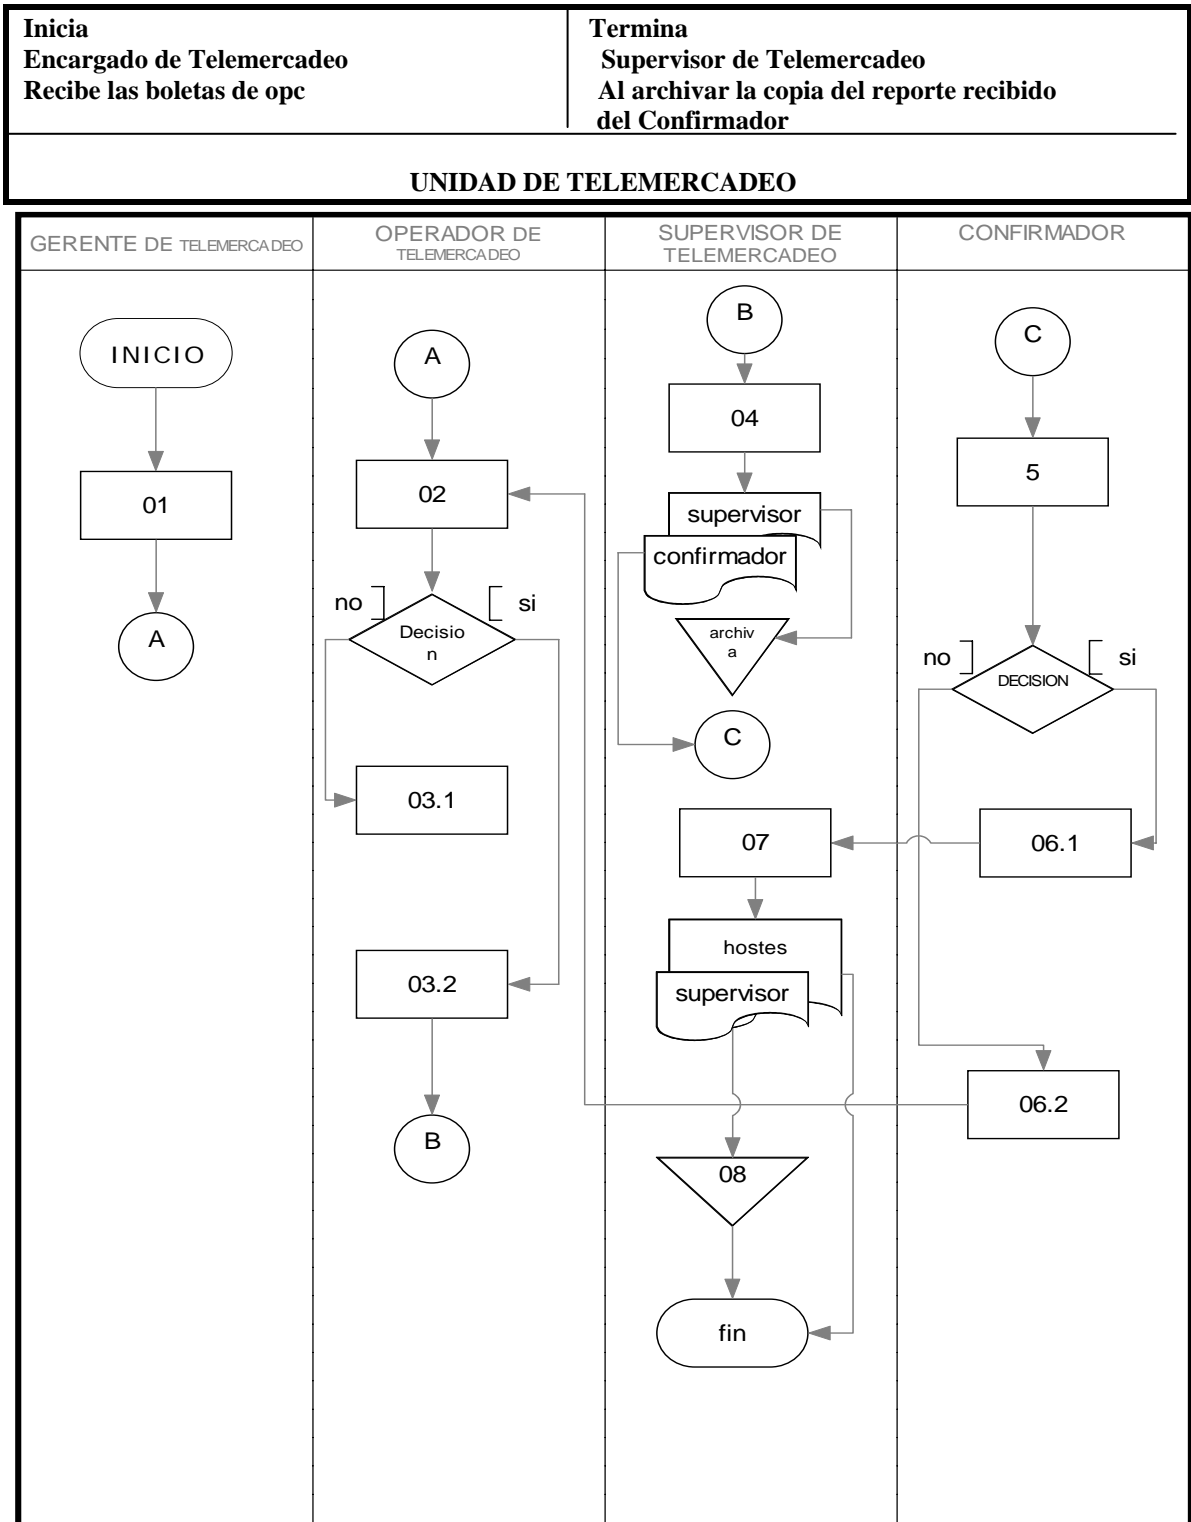 Inicia
Encargado de Telemercadeo
Recibe las boletas de opc
Termina
Supervisor de Telemercadeo
Al archivar la copia del reporte recibido
del Confirmador
UNIDAD DE TELEMERCADEO
GERENTE DE TELEMERCADEO
OPERADOR DE
TELEMERCADEO
SUPERVISOR DE
TELEMERCADEO
CONFIRMADOR
INICIO
01
A
A
02
no
si
Decisio
n
03.1
03.2
B
B
04
supervisor
confirmador
archiv
a
C
07
hostes
supervisor
08
fin
C
5
no
si
DECISION
06.1
06.2